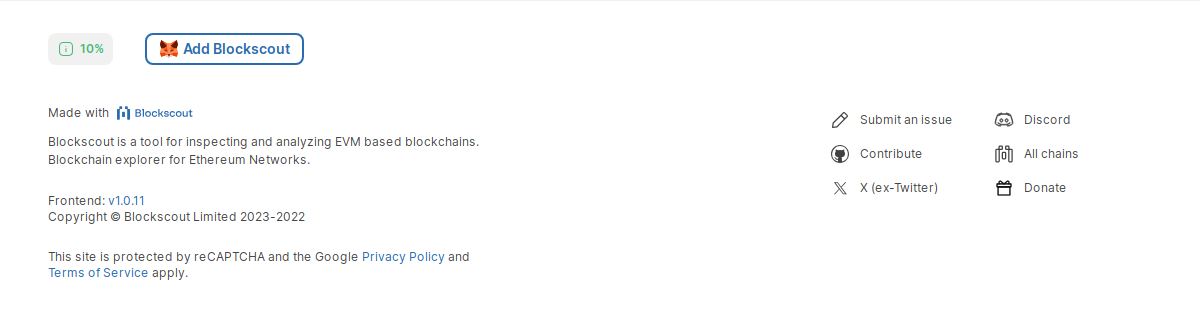 10%
Add Blockscout
Made with Blockscout
Blockscout is a tool for inspecting and analyzing EVM based blockchains.
Blockchain explorer for Ethereum Networks.
Frontend: v1.0.11
Copyright © Blockscout Limited 2023-2022
This site is protected by reCAPTCHA and the Google Privacy Policy and
Terms of Service apply.
Submit an issue
Discord
Contribute
All chains
X (ex-Twitter)
Donate